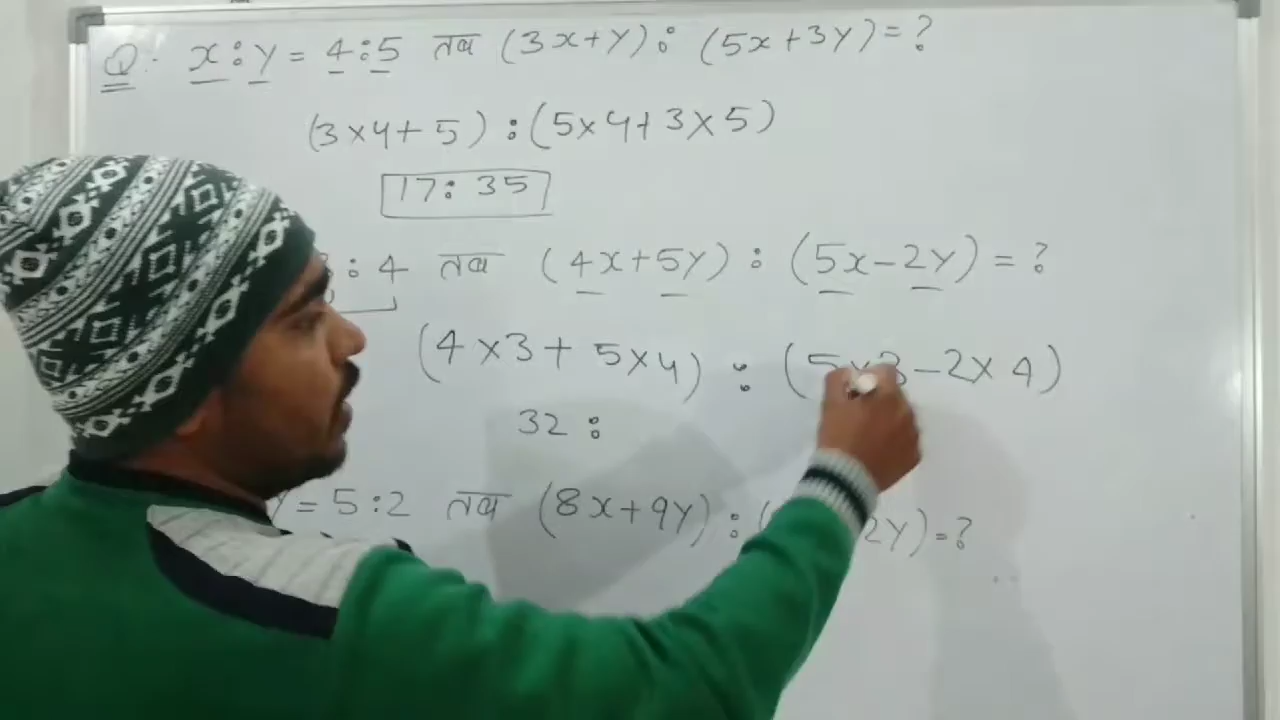 Q. x : y = 4 : 5 तब (3x+y) : (5x+3y) = ?
(3×4+5) : (5×4+3×5)
17 : 35
: 4 तब (4x+5y) : (5x-2y) = ?
(4×3+5×4) : (5×3-2×4)
32 :
y = 5 : 2 तब (8x+9y) : ( 2y) = ?